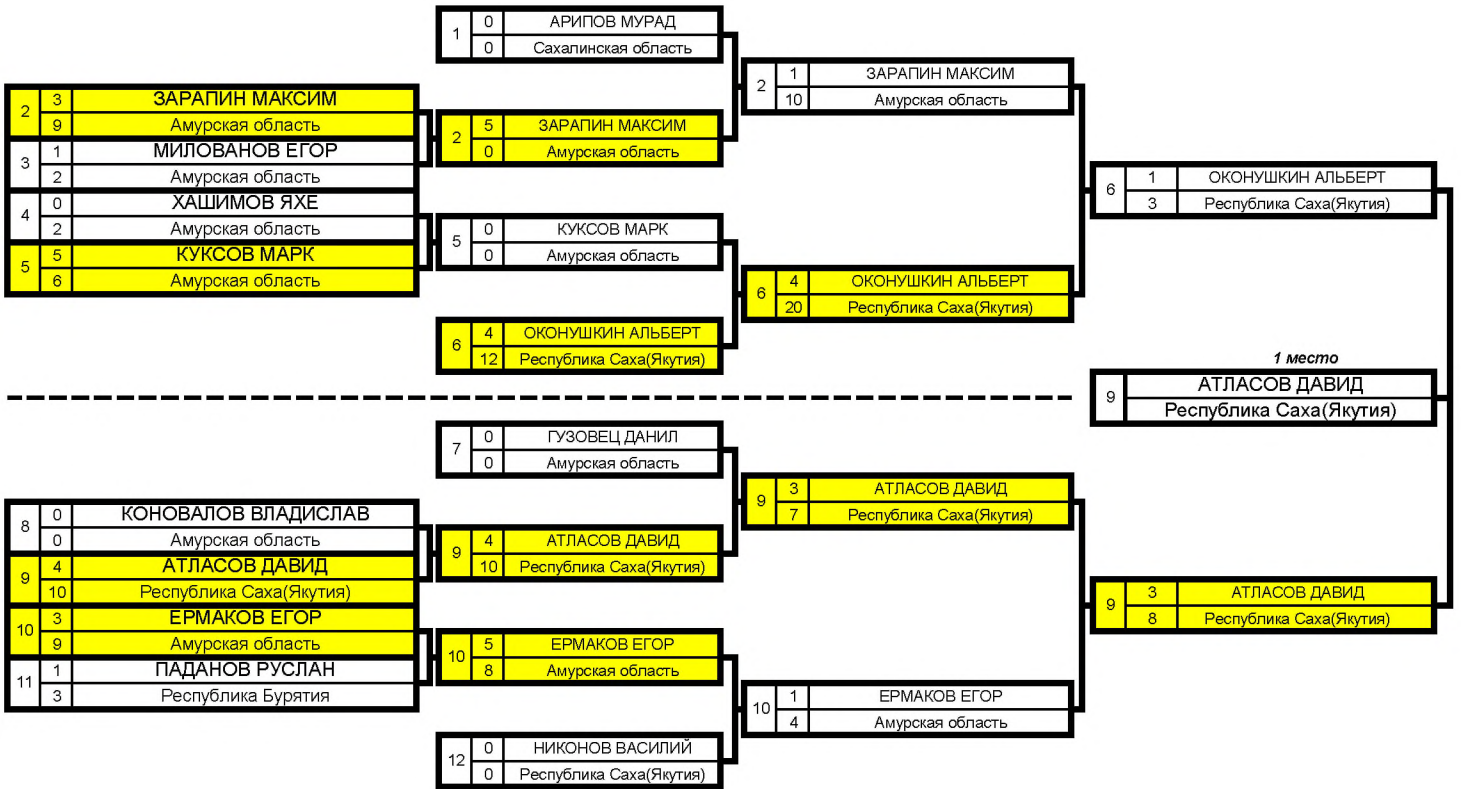 1 0 АРИПОВ МУРАД
0 Сахалинская область
2 3 ЗАРАПИН МАКСИМ
9 Амурская область
3 1 МИЛОВАНОВ ЕГОР
2 Амурская область
4 0 ХАШИМОВ ЯХЕ
2 Амурская область
5 5 КУКСОВ МАРК
6 Амурская область
2 5 ЗАРАПИН МАКСИМ
0 Амурская область
5 0 КУКСОВ МАРК
0 Амурская область
6 4 ОКОНУШКИН АЛЬБЕРТ
12 Республика Саха(Якутия)
2 1 ЗАРАПИН МАКСИМ
10 Амурская область
6 4 ОКОНУШКИН АЛЬБЕРТ
20 Республика Саха(Якутия)
6 1 ОКОНУШКИН АЛЬБЕРТ
3 Республика Саха(Якутия)
1 место
9 АТЛАСОВ ДАВИД
Республика Саха(Якутия)
7 0 ГУЗОВЕЦ ДАНИЛ
0 Амурская область
8 0 КОНОВАЛОВ ВЛАДИСЛАВ
0 Амурская область
9 4 АТЛАСОВ ДАВИД
10 Республика Саха(Якутия)
10 3 ЕРМАКОВ ЕГОР
9 Амурская область
11 1 ПАДАНОВ РУСЛАН
3 Республика Бурятия
9 4 АТЛАСОВ ДАВИД
10 Республика Саха(Якутия)
10 5 ЕРМАКОВ ЕГОР
8 Амурская область
12 0 НИКОНОВ ВАСИЛИЙ
0 Республика Саха(Якутия)
9 3 АТЛАСОВ ДАВИД
7 Республика Саха(Якутия)
10 1 ЕРМАКОВ ЕГОР
4 Амурская область
9 3 АТЛАСОВ ДАВИД
8 Республика Саха(Якутия)